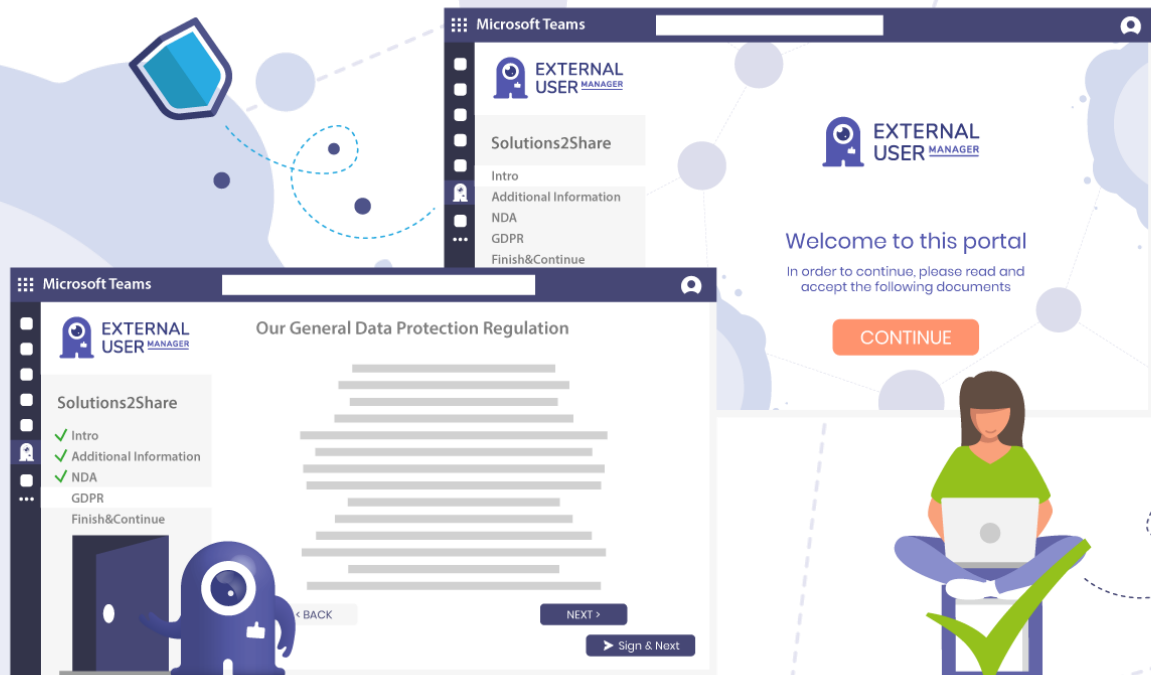 Microsoft Teams
EXTERNAL
USER MANAGER
Solutions2Share
Intro
Additional Information
NDA
GDPR
Finish&Continue
EXTERNAL
USER MANAGER
Welcome to this portal
In order to continue, please read and
accept the following documents
CONTINUE
Microsoft Teams
EXTERNAL
USER MANAGER
Solutions2Share
Intro
Additional Information
NDA
GDPR
Finish&Continue
Our General Data Protection Regulation
< BACK
NEXT >
Sign & Next